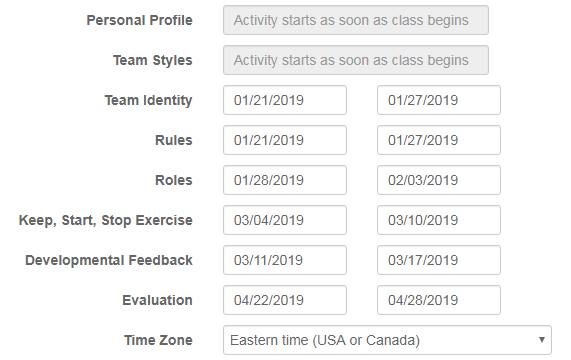 Personal Profile Activity starts as soon as class begins
Team Styles Activity starts as soon as class begins
Team Identity 01/21/2019 01/27/2019
Rules 01/21/2019 01/27/2019
Roles 01/28/2019 02/03/2019
Keep, Start, Stop Exercise 03/04/2019 03/10/2019
Developmental Feedback 03/11/2019 03/17/2019
Evaluation 04/22/2019 04/28/2019
Time Zone Eastern time (USA or Canada)